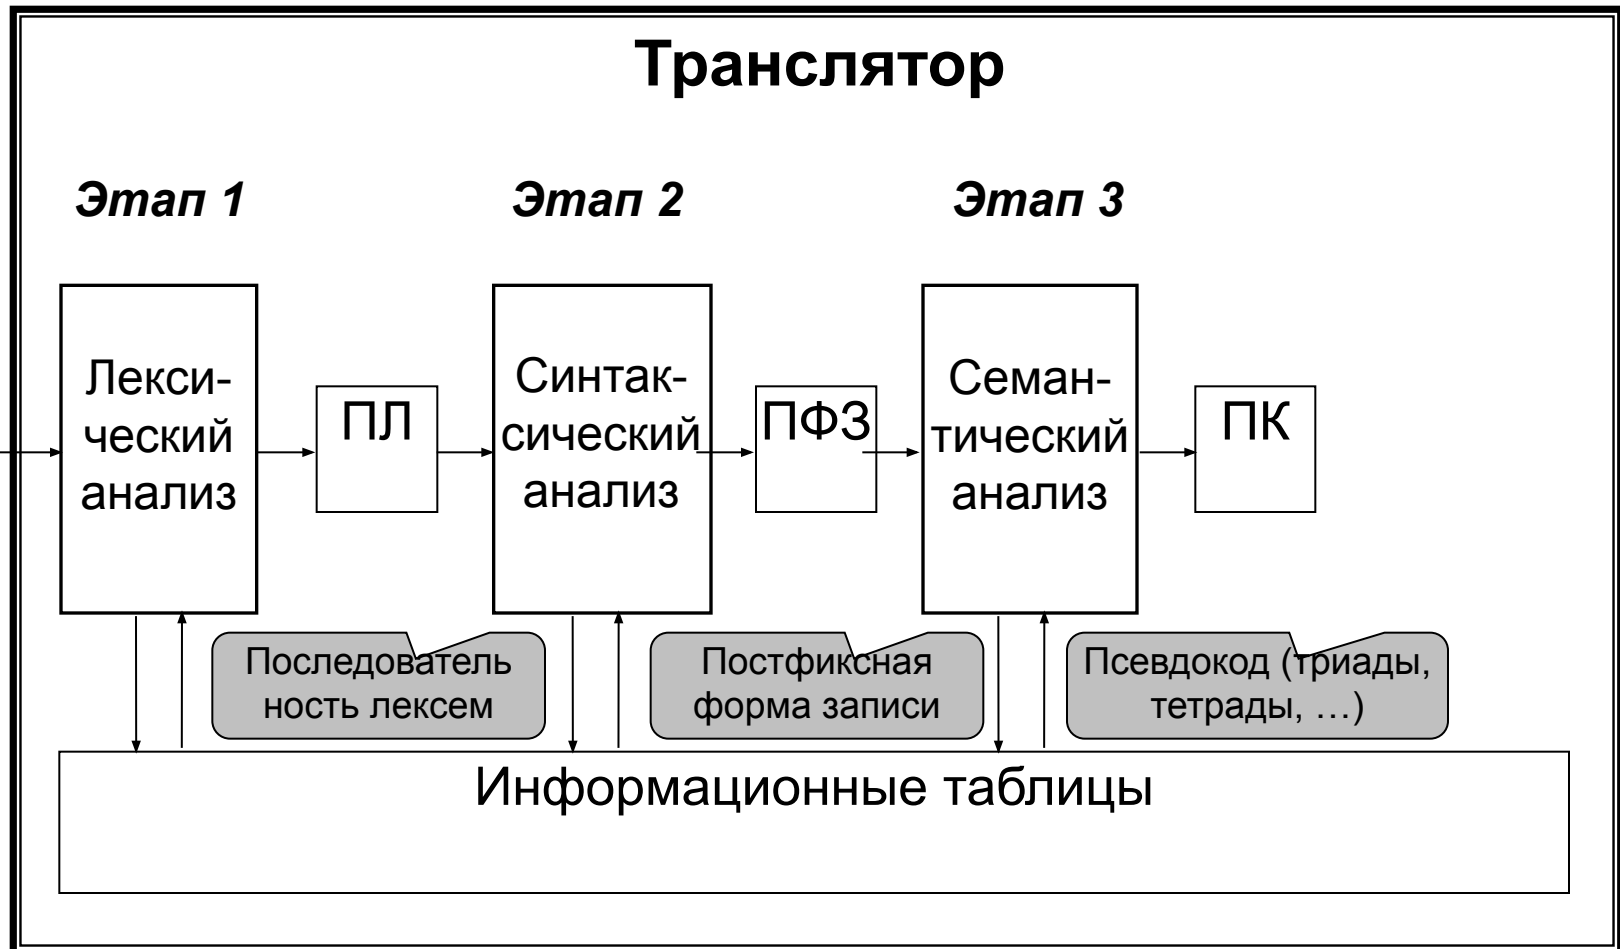 Транслятор
Этап 1
Этап 2
Этап 3
Лекси-
ческий
анализ
ПЛ
Синтак-
сический
анализ
ПФЗ
Семан-
тический
анализ
ПК
Последователь
ность лексем
Постфиксная
форма записи
Псевдокод (триады,
тетрады, …)
Информационные таблицы